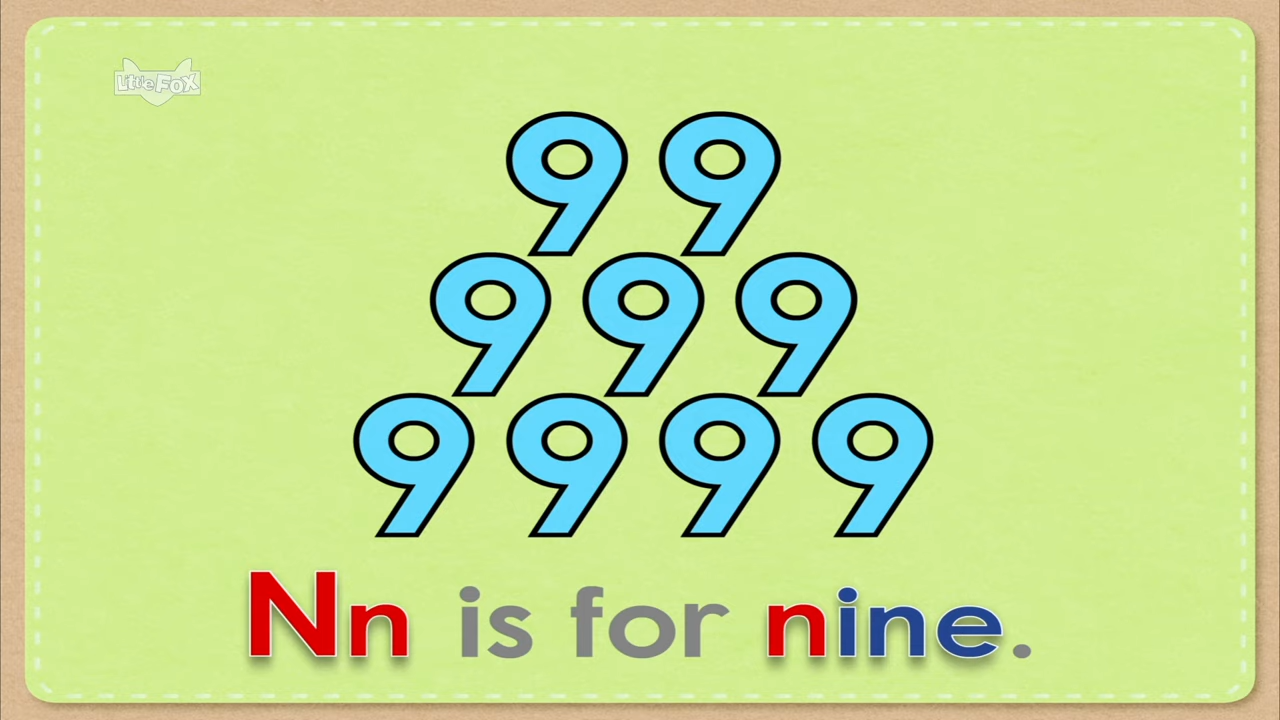 Little Fox
9 9
9 9 9
9 9 9 9
Nn is for nine.